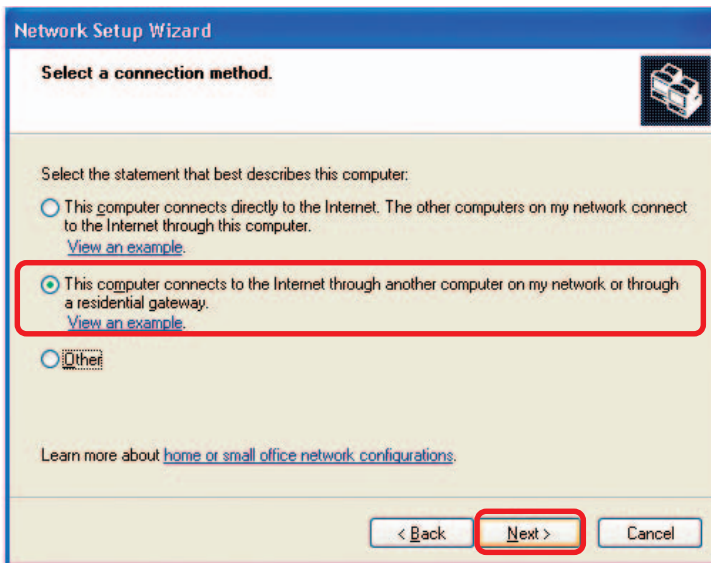 Network Setup Wizard
Select a connection method.
Select the statement that best describes this computer:
This computer connects directly to the Internet. The other computers on my network connect
to the Internet through this computer.
View an example.
This computer connects to the Internet through another computer on my network or through
a residential gateway.
View an example.
Other
Learn more about home or small office network configurations.
< Back Next > Cancel